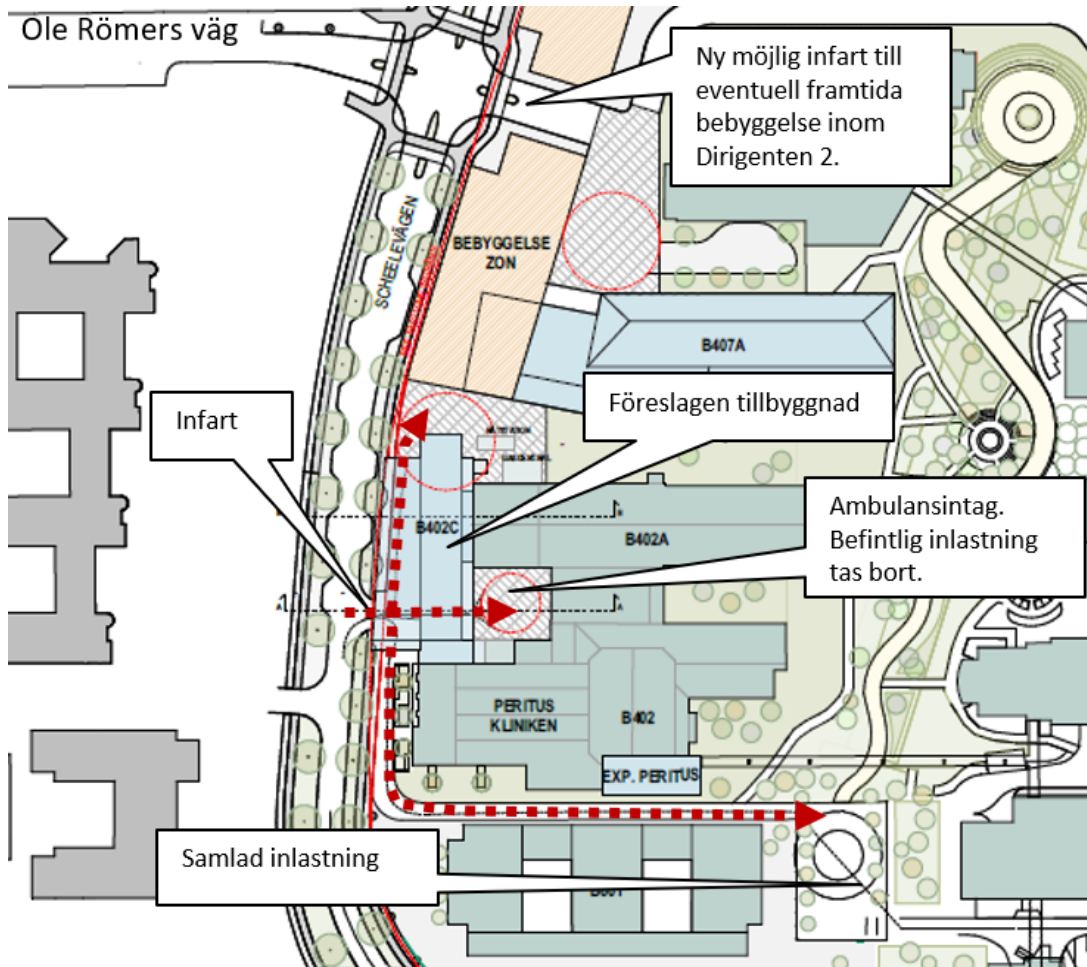 Ole Römers väg
Ny möjlig infart till
eventuell framtida
bebyggelse inom
Dirigenten 2.
SCHEELEVÄGEN
BEBYGGELSE
ZON
B407A
Infart
Föreslagen tillbyggnad
B402C
B402A
Ambulansintag.
Befintlig inlastning
tas bort.
A
A
PERITUS
KLINIKEN
B402
EXP. PERITUS
Samlad inlastning